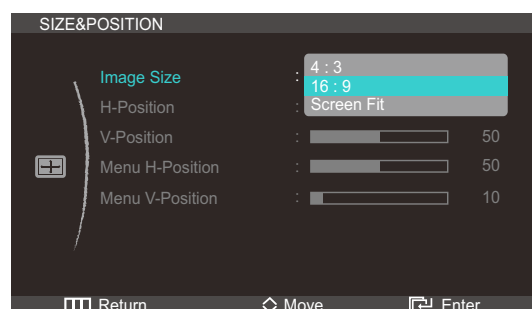 SIZE&POSITION
Image Size : 4 : 3
16 : 9
H-Position : Screen Fit
V-Position : 50
Menu H-Position : 50
Menu V-Position : 10
Return Move Enter